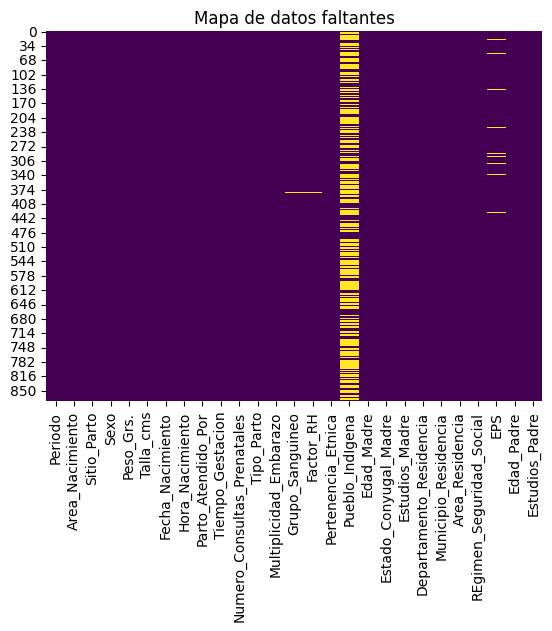 Mapa de datos faltantes
0
34
68
102
136
170
204
238
272
306
340
374
408
442
476
510
544
578
612
646
680
714
748
782
816
850
Periodo
Area_Nacimiento
Sitio_Parto
Sexo
Peso_Grs.
Talla_cms
Fecha_Nacimiento
Hora_Nacimiento
Parto_Atendido_Por
Tiempo_Gestacion
Numero_Consultas_Prenatales
Tipo_Parto
Multiplicidad_Embarazo
Grupo_Sanguineo
Factor_RH
Pertenencia_Etnica
Pueblo_IndIgena
Edad_Madre
Estado_Conyugal_Madre
Estudios_Madre
Departamento_Residencia
Municipio_Residencia
Area_Residencia
REgimen_Seguridad_Social
EPS
Edad_Padre
Estudios_Padre